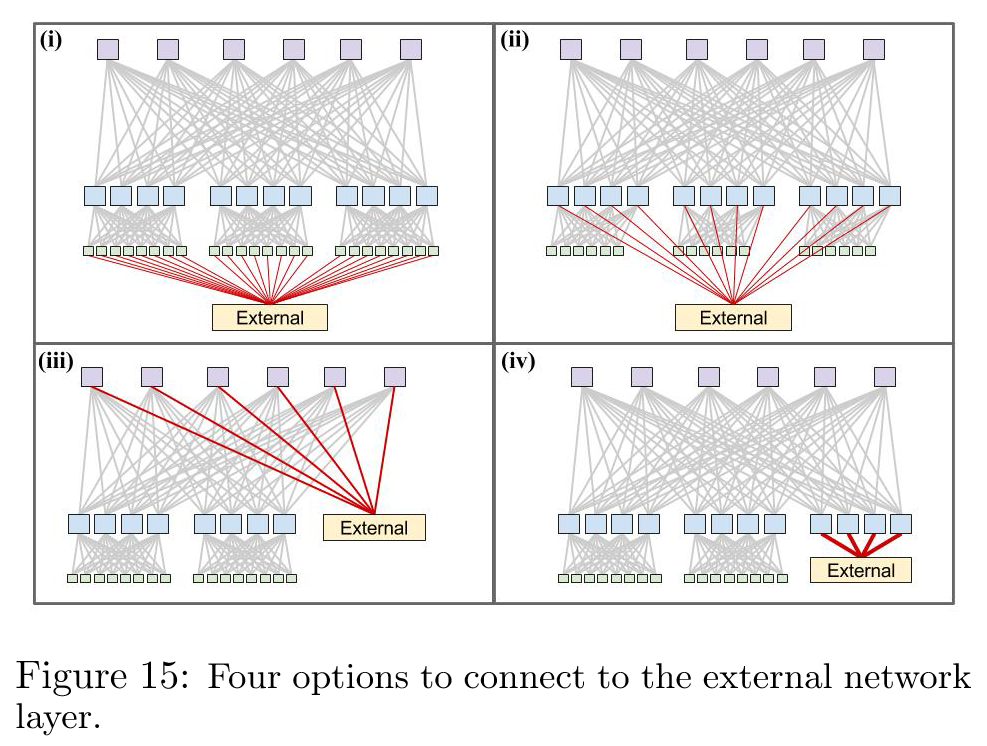 (i)
(ii)
External
External
(iii)
(iv)
External
External
Figure 15: Four options to connect to the external network
layer.